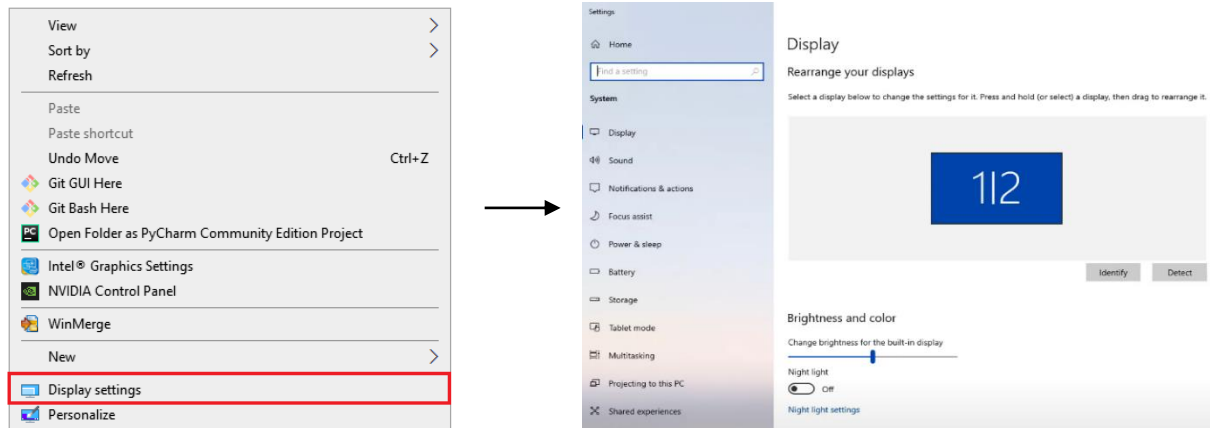 View
Sort by
Refresh
Paste
Paste shortcut
Undo Move Ctrl+Z
Git GUI Here
Git Bash Here
PC Open Folder as PyCharm Community Edition Project
Intel® Graphics Settings
NVIDIA Control Panel
WinMerge
New
Display settings
Personalize
Settings
Home
Find a setting
System
Display
Sound
Notifications & actions
Focus assist
Power & sleep
Battery
Storage
Tablet mode
Multitasking
Projecting to this PC
Shared experiences
Display
Rearrange your displays
Select a display below to change the settings for it. Press and hold (or select) a display, then drag to rearrange it.
1|2
Identify Detect
Brightness and color
Change brightness for the built-in display
Night light
Off
Night light settings